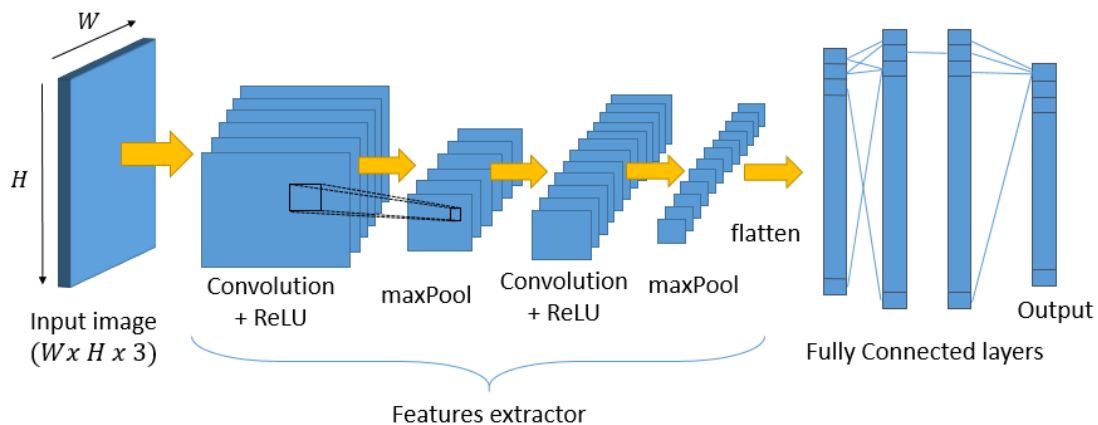 W
H
Input image
(W x H x 3)
Convolution
+ ReLU
maxPool
Convolution
+ ReLU
maxPool
flatten
Output
Fully Connected layers
Features extractor